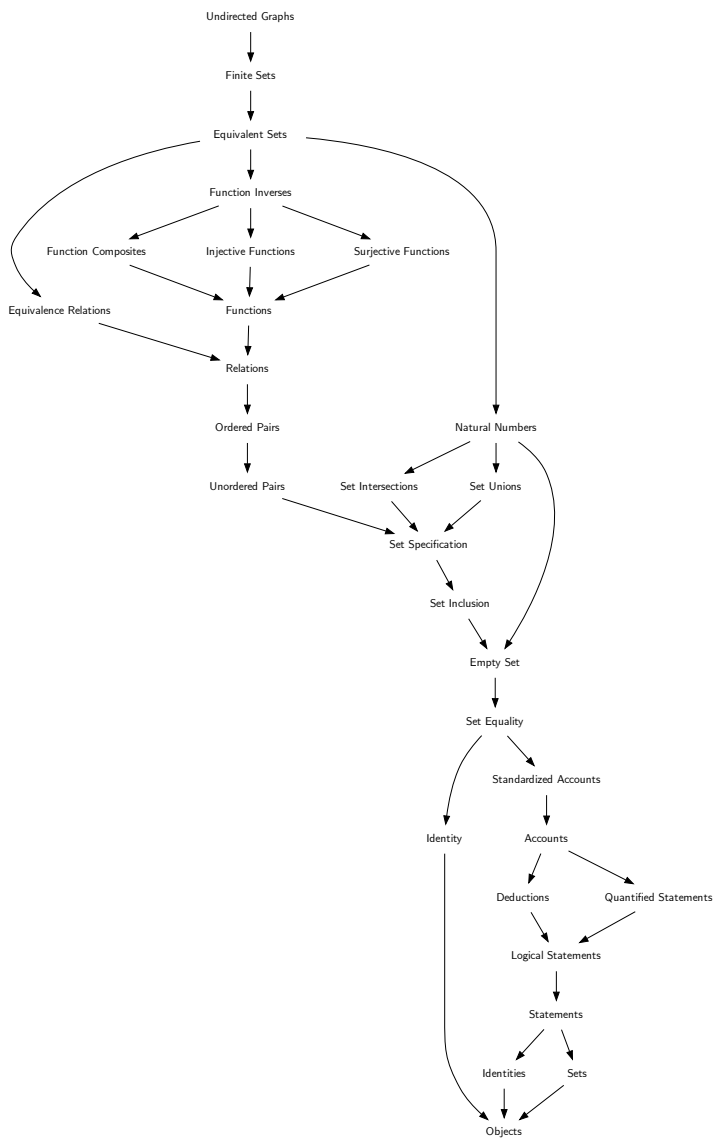 Undirected Graphs
Finite Sets
Equivalent Sets
Function Inverses
Function Composites
Injective Functions
Surjective Functions
Equivalence Relations
Functions
Relations
Ordered Pairs
Natural Numbers
Unordered Pairs
Set Intersections
Set Unions
Set Specification
Set Inclusion
Empty Set
Set Equality
Standardized Accounts
Identity
Accounts
Deductions
Quantified Statements
Logical Statements
Statements
Identities
Sets
Objects